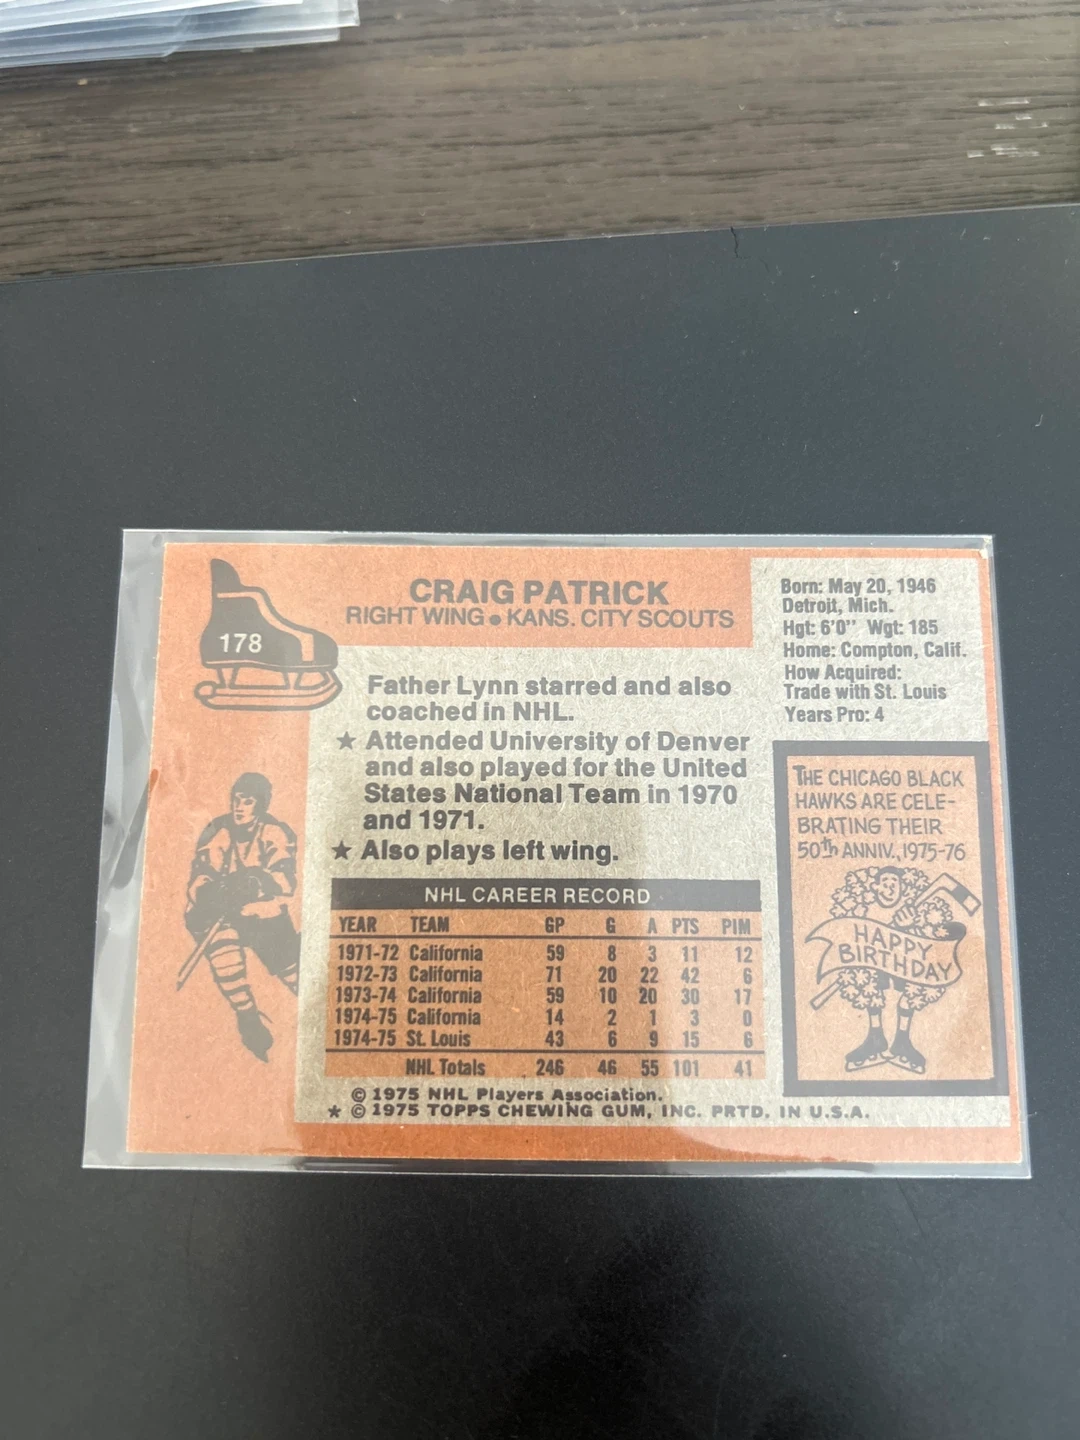 178
CRAIG PATRICK
RIGHT WING • KANS. CITY SCOUTS
Father Lynn starred and also
coached in NHL.
★ Attended University of Denver
and also played for the United
States National Team in 1970
and 1971.
★ Also plays left wing.
Born: May 20, 1946
Detroit, Mich.
Hgt: 6'0" Wgt: 185
Home: Compton, Calif.
How Acquired:
Trade with St. Louis
Years Pro: 4
THE CHICAGO BLACK
HAWKS ARE CELE-
BRATING THEIR
50th ANNIV., 1975-76
HAPPY
BIRTHDAY
NHL CAREER RECORD
YEAR TEAM GP G A PTS PIM
1971-72 California 59 8 3 11 12
1972-73 California 71 20 22 42 6
1973-74 California 59 10 20 30 17
1974-75 California 14 2 1 3 0
1974-75 St. Louis 43 6 9 15 6
NHL Totals 246 46 55 101 41
© 1975 NHL Players Association.
★ © 1975 TOPPS CHEWING GUM, INC. PRTD. IN U.S.A.